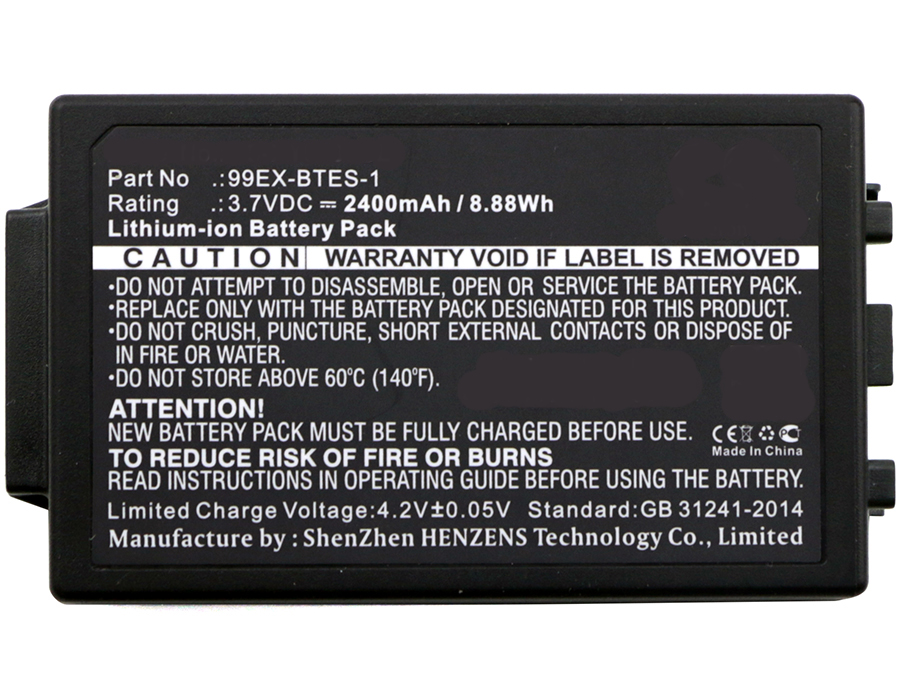 Part No .:99EX-BTES-1
Rating .:3.7VDC ⎓ 2400mAh / 8.88Wh
Lithium-ion Battery Pack
CAUTION WARRANTY VOID IF LABEL IS REMOVED
•DO NOT ATTEMPT TO DISASSEMBLE, OPEN OR SERVICE THE BATTERY PACK.
•REPLACE ONLY WITH THE BATTERY PACK DESIGNATED FOR THIS PRODUCT.
•DO NOT CRUSH, PUNCTURE, SHORT EXTERNAL CONTACTS OR DISPOSE OF
IN FIRE OR WATER.
•DO NOT STORE ABOVE 60°C (140°F).
ATTENTION!
NEW BATTERY PACK MUST BE FULLY CHARGED BEFORE USE.
CE
Made In China
TO REDUCE RISK OF FIRE OR BURNS
READ INSTRUCTIONS IN OPERATING GUIDE BEFORE USING THE BATTERY.
Limited Charge Voltage:4.2V±0.05V Standard:GB 31241-2014
Manufacture by : ShenZhen HENZENS Technology Co., Limited